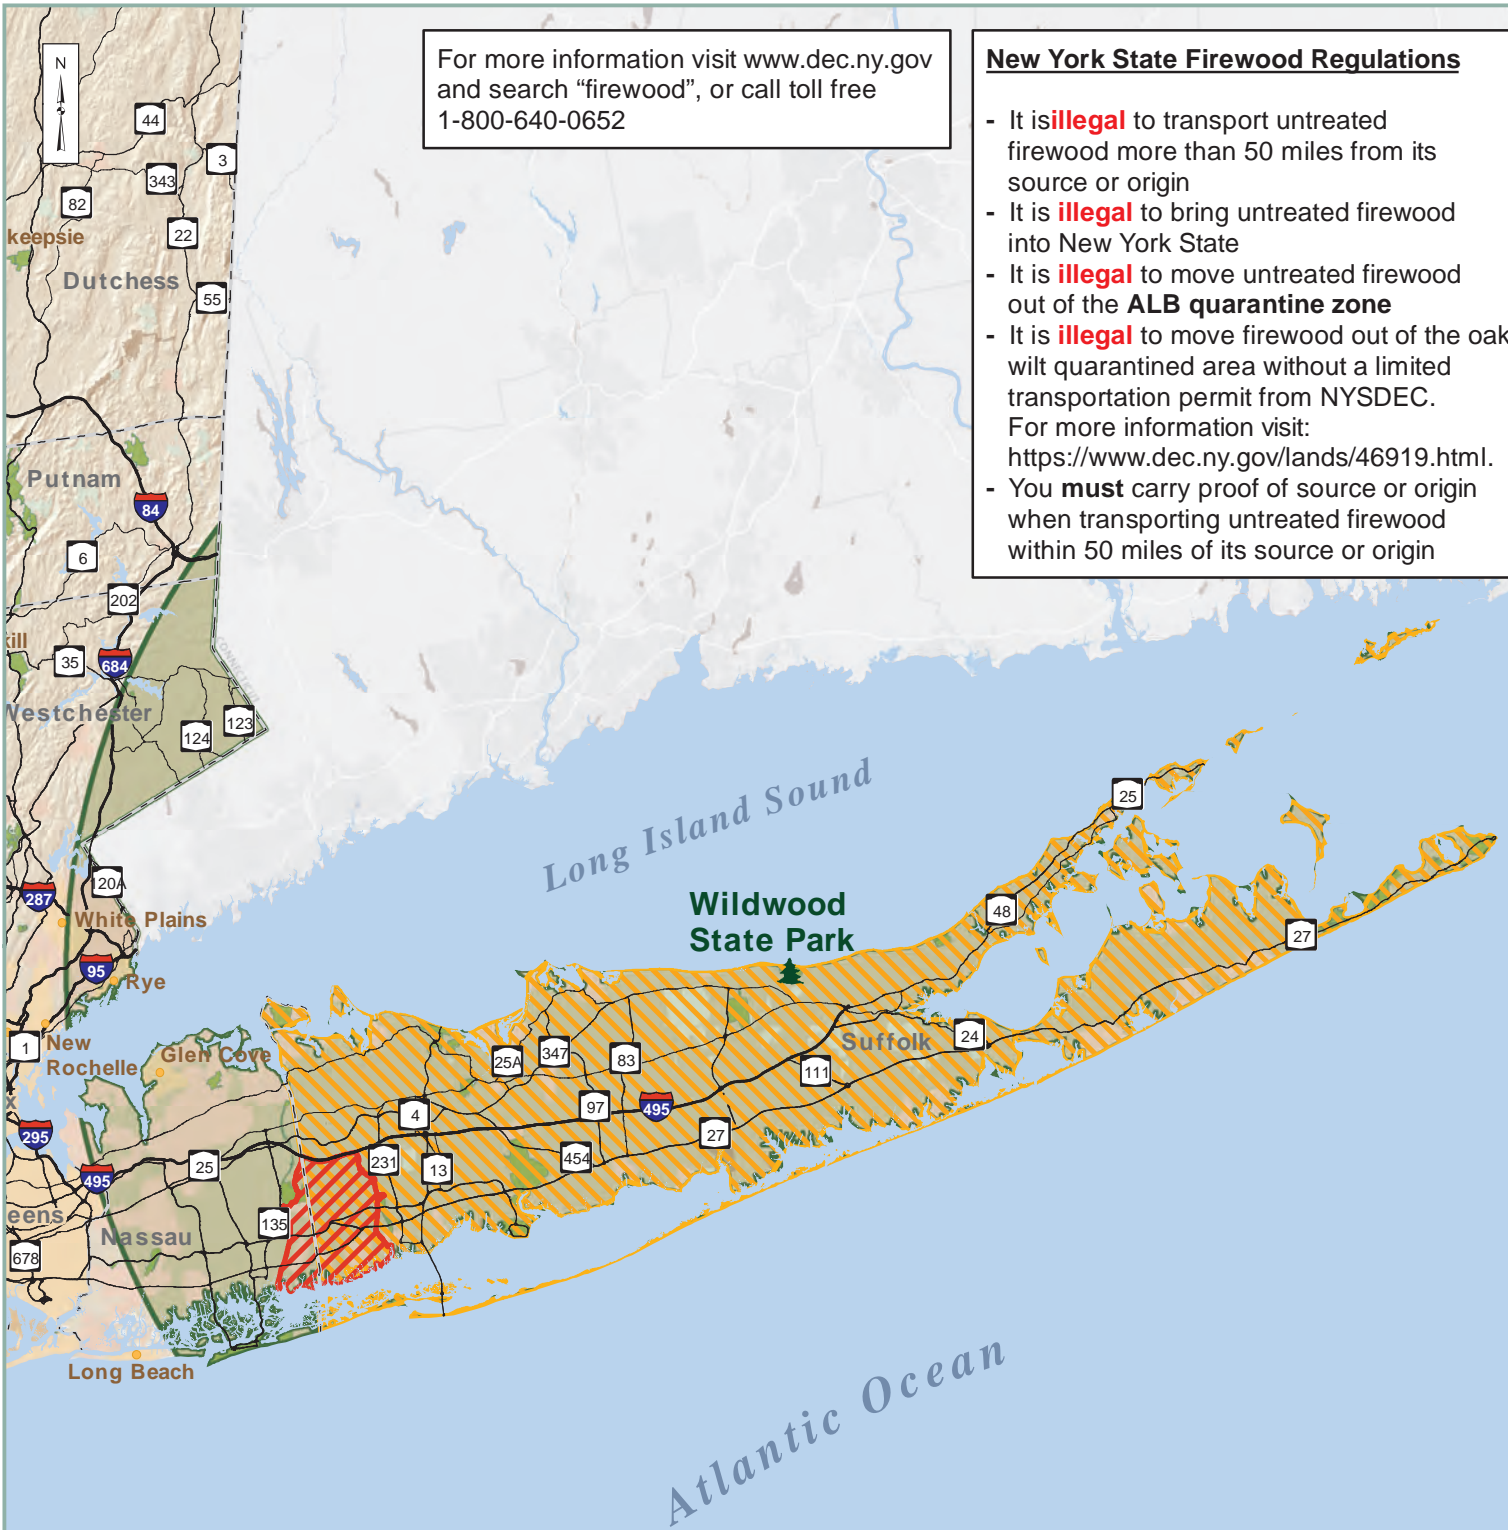 N
For more information visit www.dec.ny.gov
and search “firewood”, or call toll free
1-800-640-0652
New York State Firewood Regulations
- It isillegal to transport untreated
firewood more than 50 miles from its
source or origin
- It is illegal to bring untreated firewood
into New York State
- It is illegal to move untreated firewood
out of the ALB quarantine zone
- It is illegal to move firewood out of the oak
wilt quarantined area without a limited
transportation permit from NYSDEC.
For more information visit:
https://www.dec.ny.gov/lands/46919.html.
- You must carry proof of source or origin
when transporting untreated firewood
within 50 miles of its source or origin
44
3
343
82
22
keepsie
Dutchess
55
Putnam
84
6
202
kill
35
684
CONNECTICUT
Westchester
123
124
Long Island Sound
25
120A
287
White Plains
Wildwood
State Park
48
27
95
Rye
1
New
Rochelle
Glen Cove
25A
347
83
Suffolk
24
111
x
4
97
495
295
27
25
231
13
454
495
eens
135
Nassau
678
Long Beach
Atlantic Ocean